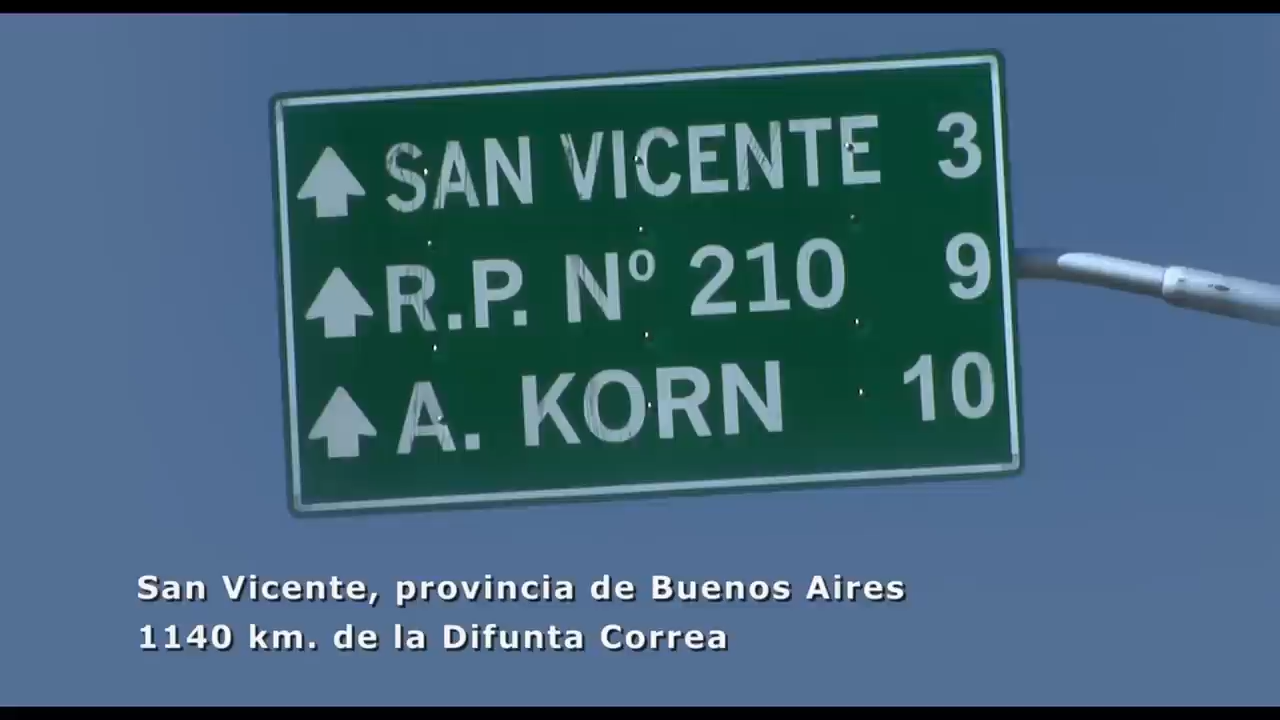 SAN VICENTE 3
R.P. Nº 210 9
A. KORN 10
San Vicente, provincia de Buenos Aires
1140 km. de la Difunta Correa